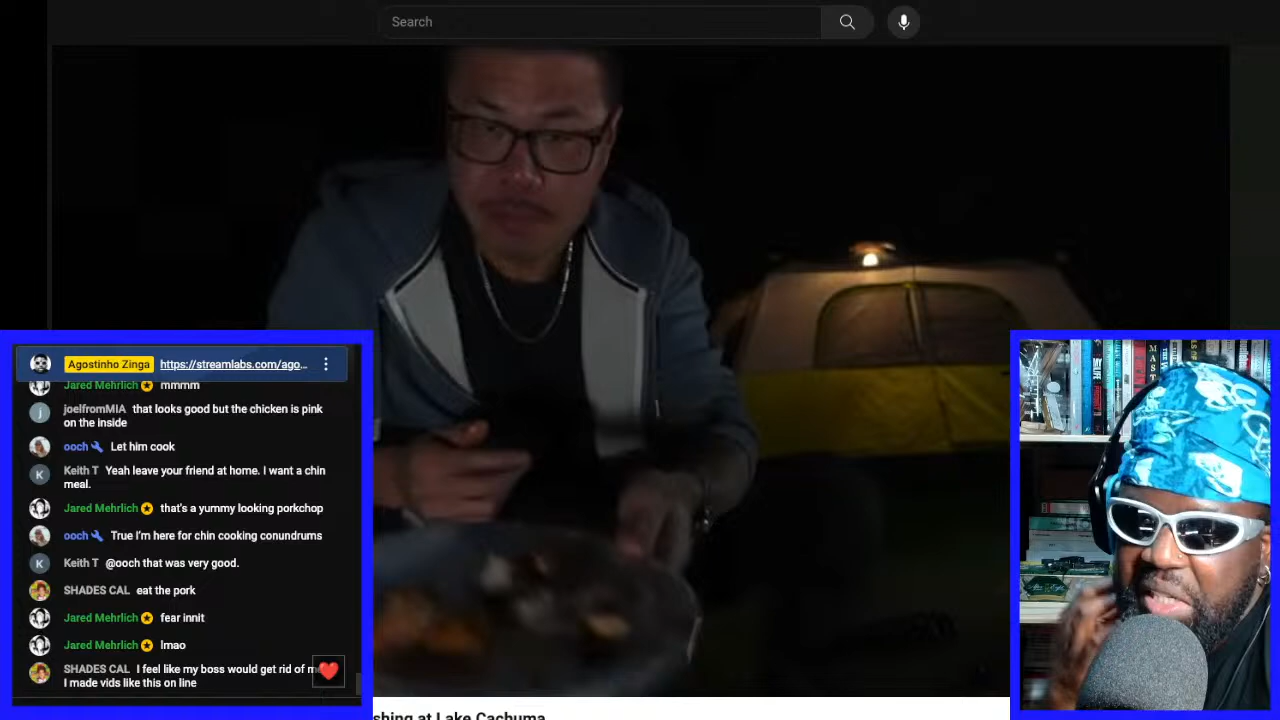 Search
Agostinho Zinga https://streamlabs.com/ago...
Jared Mehrlich mmmm
joelfromMIA that looks good but the chicken is pink
on the inside
ooch Let him cook
K Keith T Yeah leave your friend at home. I want a chin
meal.
Jared Mehrlich that's a yummy looking porkchop
ooch True I'm here for chin cooking conundrums
K Keith T @ooch that was very good.
SHADES CAL eat the pork
Jared Mehrlich fear innit
Jared Mehrlich lmao
SHADES CAL I feel like my boss would get rid of
I made vids like this on line
shing at Lake Cachuma
MY LIFE
MAST